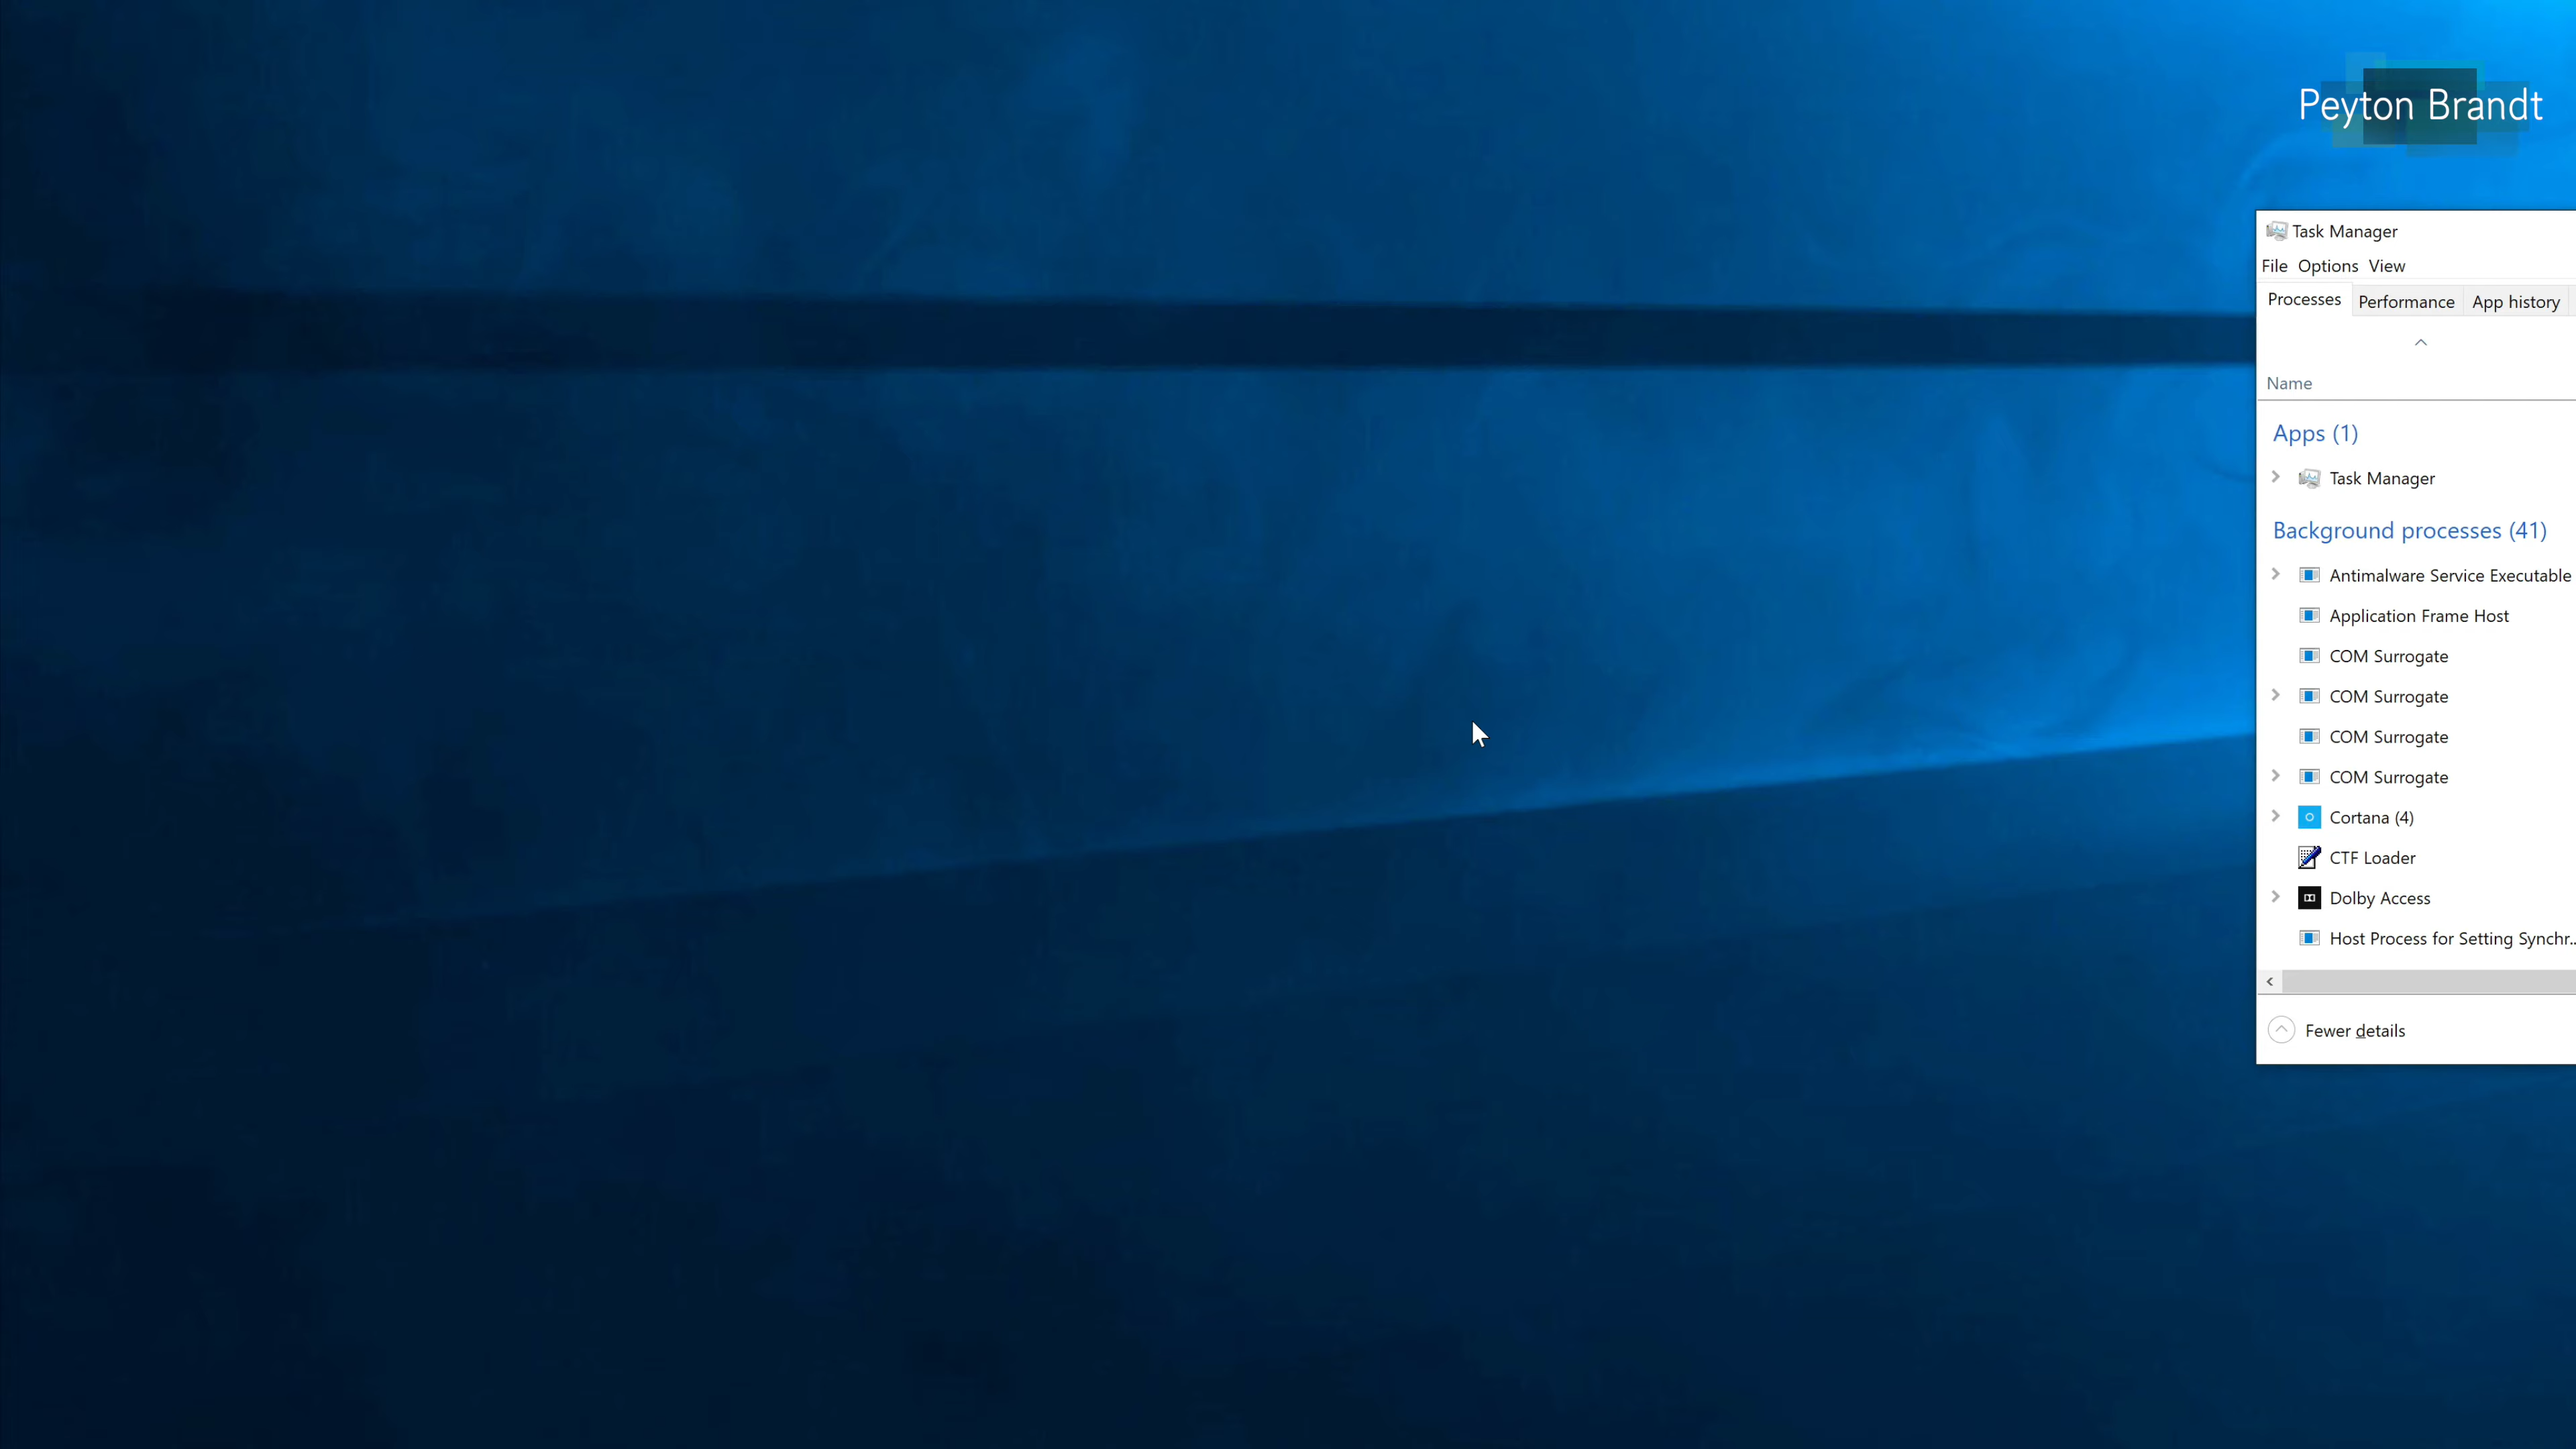 Peyton Brandt
Task Manager
File Options View
Processes Performance App history
Name
Apps (1)
Task Manager
Background processes (41)
Antimalware Service Executable
Application Frame Host
COM Surrogate
COM Surrogate
COM Surrogate
COM Surrogate
Cortana (4)
CTF Loader
Dolby Access
Host Process for Setting Synchr...
Fewer details